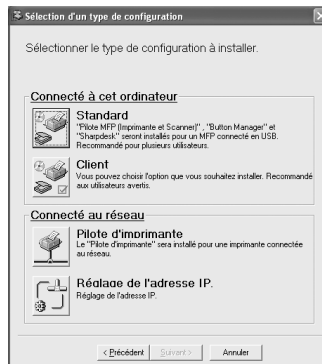 Sélection d'un type de configuration
Sélectionner le type de configuration à installer.
Connecté à cet ordinateur
Standard
"Pilote MFP (Imprimante et Scanner)" , "Button Manager" et
"Sharpdesk" seront installés pour un MFP connecté en USB.
Recommandé pour plusieurs utilisateurs.
Client
Vous pouvez choisir l'option que vous souhaitez installer. Recommandé
aux utilisateurs avertis.
Connecté au réseau
Pilote d'imprimante
Le "Pilote d'imprimante" sera installé pour une imprimante connectée
au réseau.
Réglage de l'adresse IP.
Réglage de l'adresse IP.
< Précédent
Suivant >
Annuler